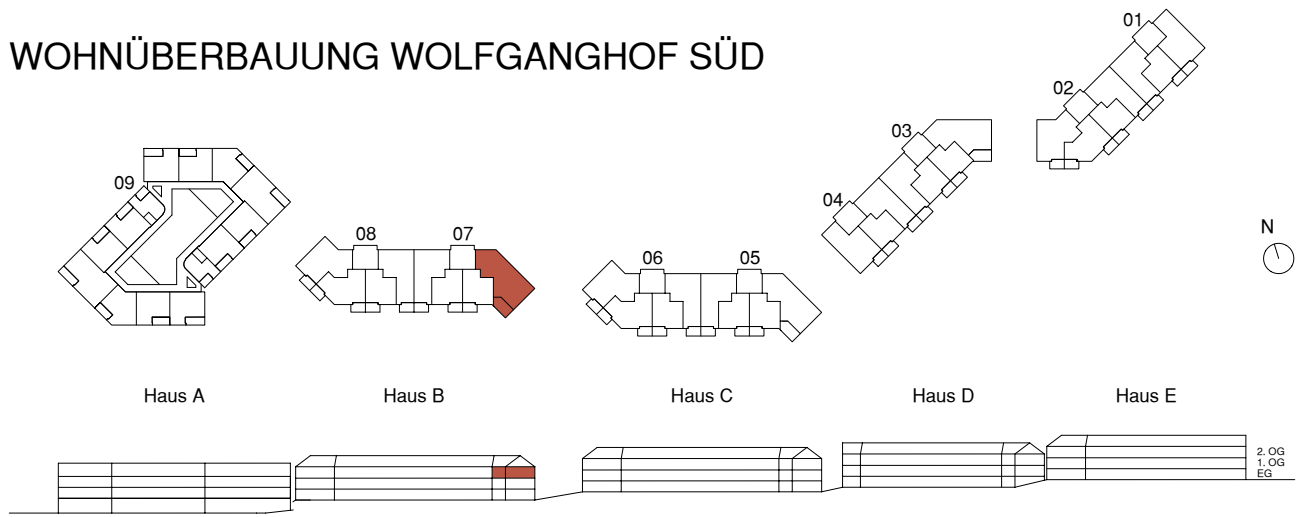 WOHNÜBERBAUUNG WOLFGANGHOF SÜD
01
02
03
04
09
08
07
06
05
N
Haus A
Haus B
Haus C
Haus D
Haus E
2. OG
1. OG
EG